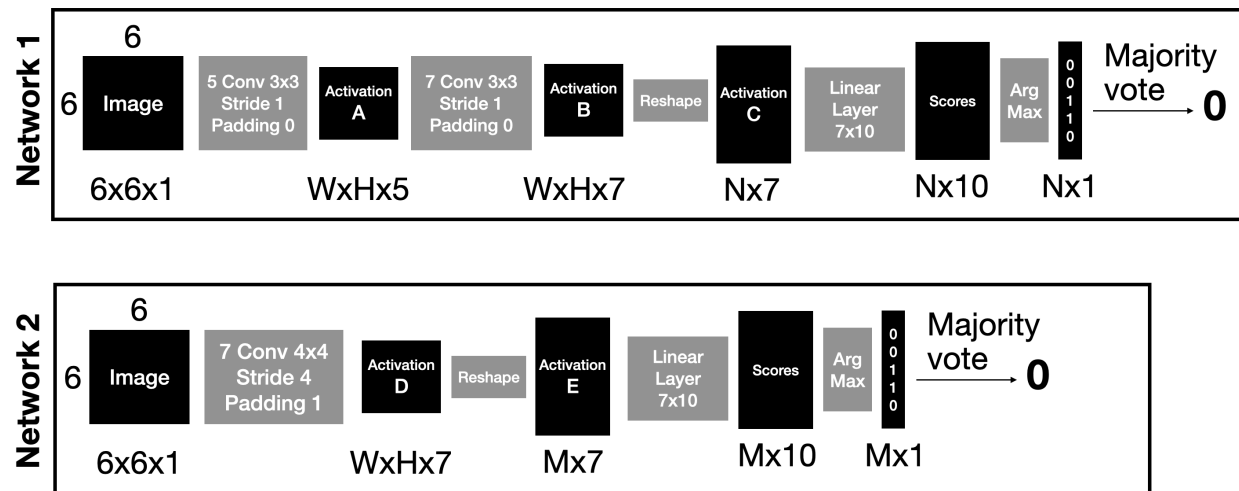 Network 1
6
6
Image
6x6x1
5 Conv 3x3
Stride 1
Padding 0
Activation
A
WxHx5
7 Conv 3x3
Stride 1
Padding 0
Activation
B
WxHx7
Reshape
Activation
C
Nx7
Linear
Layer
7x10
Scores
Nx10
Arg
Max
0
0
1
1
0
Nx1
Majority
vote
0
Network 2
6
6
Image
6x6x1
7 Conv 4x4
Stride 4
Padding 1
Activation
D
WxHx7
Reshape
Activation
E
Mx7
Linear
Layer
7x10
Scores
Mx10
Arg
Max
0
0
1
1
0
Mx1
Majority
vote
0